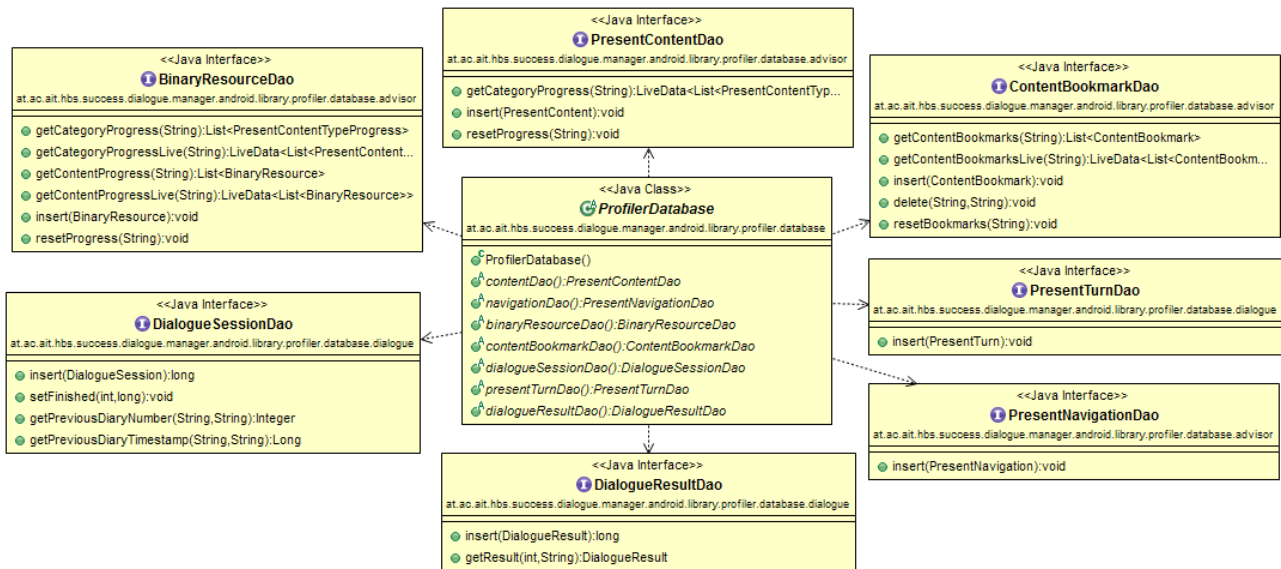 <<Java Interface>>
PresentContentDao
at.ac.ait.hbs.success.dialogue.manager.android.library.profiler.database.advisor
getCategoryProgress(String):LiveData<List<PresentContentTyp...
insert(PresentContent):void
resetProgress(String):void
<<Java Interface>>
BinaryResourceDao
at.ac.ait.hbs.success.dialogue.manager.android.library.profiler.database.advisor
getCategoryProgress(String):List<PresentContentTypeProgress>
getCategoryProgressLive(String):LiveData<List<PresentContent...
getContentProgress(String):List<BinaryResource>
getContentProgressLive(String):LiveData<List<BinaryResource>>
insert(BinaryResource):void
resetProgress(String):void
<<Java Interface>>
ContentBookmarkDao
at.ac.ait.hbs.success.dialogue.manager.android.library.profiler.database.advisor
getContentBookmarks(String):List<ContentBookmark>
getContentBookmarksLive(String):LiveData<List<ContentBookm...
insert(ContentBookmark):void
delete(String,String):void
resetBookmarks(String):void
<<Java Class>>
ProfilerDatabase
at.ac.ait.hbs.success.dialogue.manager.android.library.profiler.database
ProfilerDatabase()
contentDao():PresentContentDao
navigationDao():PresentNavigationDao
binaryResourceDao():BinaryResourceDao
contentBookmarkDao():ContentBookmarkDao
dialogueSessionDao():DialogueSessionDao
presentTurnDao():PresentTurnDao
dialogueResultDao():DialogueResultDao
<<Java Interface>>
DialogueSessionDao
at.ac.ait.hbs.success.dialogue.manager.android.library.profiler.database.dialogue
insert(DialogueSession):long
setFinished(int,long):void
getPreviousDiaryNumber(String,String):Integer
getPreviousDiaryTimestamp(String,String):Long
<<Java Interface>>
PresentTurnDao
at.ac.ait.hbs.success.dialogue.manager.android.library.profiler.database.dialogue
insert(PresentTurn):void
<<Java Interface>>
PresentNavigationDao
at.ac.ait.hbs.success.dialogue.manager.android.library.profiler.database.advisor
insert(PresentNavigation):void
<<Java Interface>>
DialogueResultDao
at.ac.ait.hbs.success.dialogue.manager.android.library.profiler.database.dialogue
insert(DialogueResult):long
getResult(int,String):DialogueResult